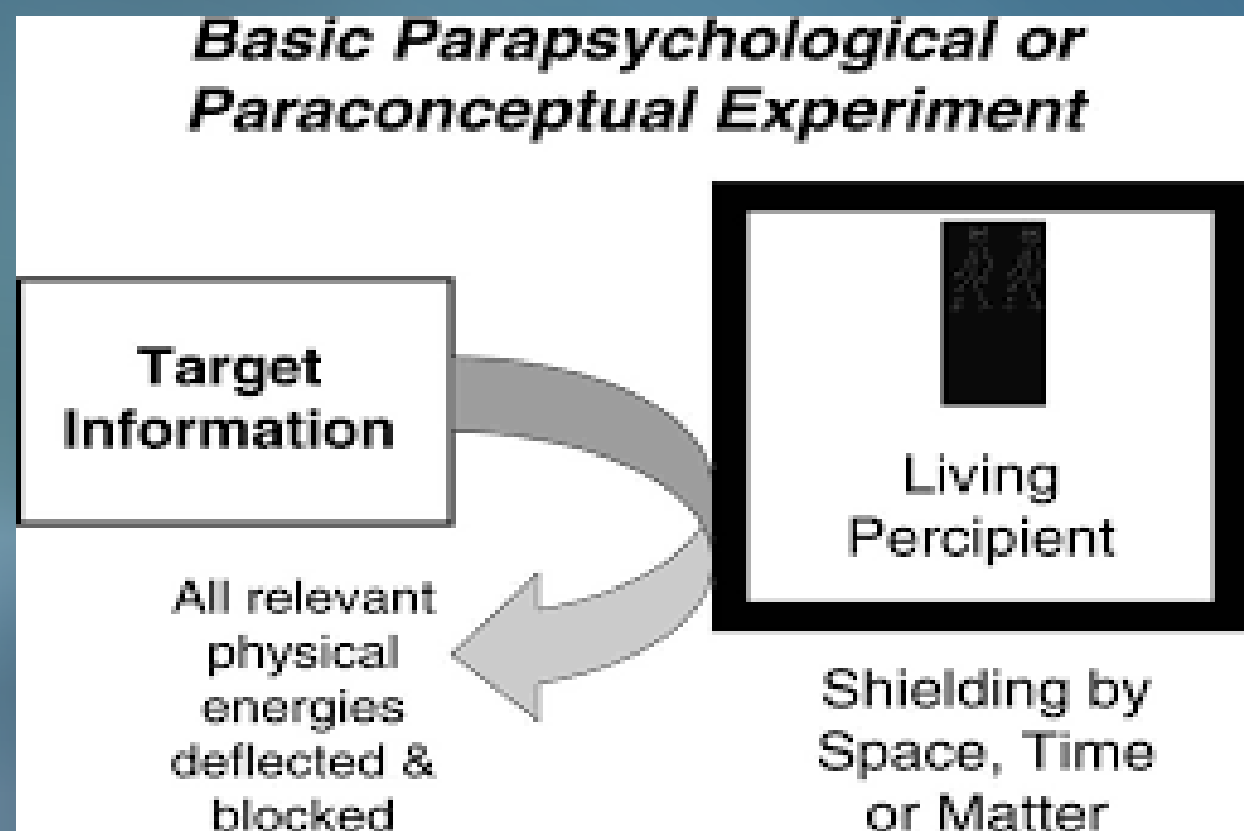 Basic Parapsychological or
Paraconceptual Experiment
Target
Information
All relevant
physical
energies
deflected &
blocked
Living
Percipient
Shielding by
Space, Time
or Matter